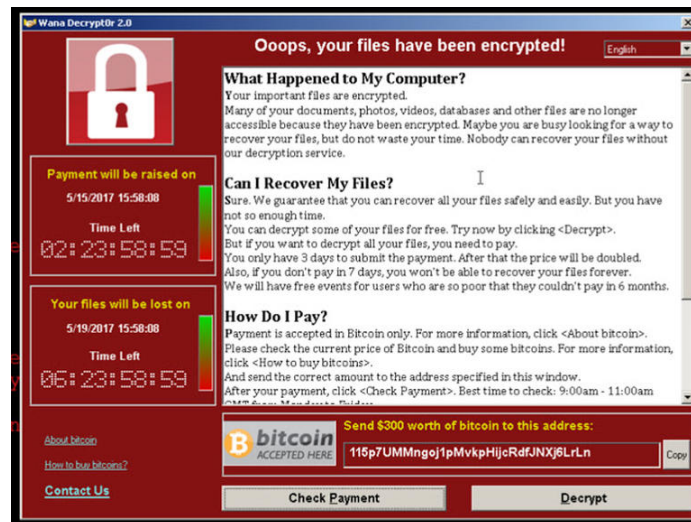 Wana Decrypt0r 2.0
Ooops, your files have been encrypted!
English
What Happened to My Computer?
Your important files are encrypted.
Many of your documents, photos, videos, databases and other files are no longer
accessible because they have been encrypted. Maybe you are busy looking for a way to
recover your files, but do not waste your time. Nobody can recover your files without
our decryption service.
Can I Recover My Files?
Sure. We guarantee that you can recover all your files safely and easily. But you have
not so enough time.
You can decrypt some of your files for free. Try now by clicking <Decrypt>.
But if you want to decrypt all your files, you need to pay.
You only have 3 days to submit the payment. After that the price will be doubled.
Also, if you don't pay in 7 days, you won't be able to recover your files forever.
We will have free events for users who are so poor that they couldn't pay in 6 months.
How Do I Pay?
Payment is accepted in Bitcoin only. For more information, click <About bitcoin>.
Please check the current price of Bitcoin and buy some bitcoins. For more information,
click <How to buy bitcoins>.
And send the correct amount to the address specified in this window.
After your payment, click <Check Payment>. Best time to check: 9:00am - 11:00am
GMT from Monday to Friday
Payment will be raised on
5/15/2017 15:58:08
Time Left
02:23:58:59
Your files will be lost on
5/19/2017 15:58:08
Time Left
06:23:58:59
About bitcoin
How to buy bitcoins?
Contact Us
bitcoin
ACCEPTED HERE
Send $300 worth of bitcoin to this address:
115p7UMMngoj1pMvkpHijcRdfJNXj6LrLn
Copy
Check Payment
Decrypt